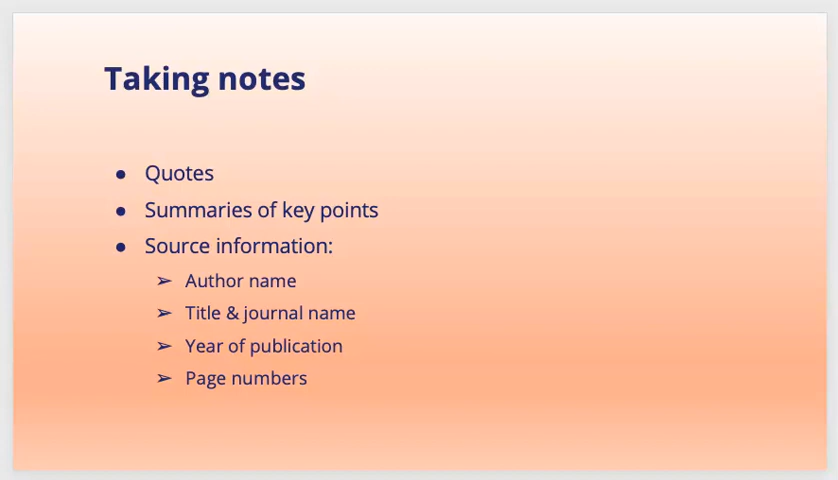 Taking notes
● Quotes
● Summaries of key points
● Source information:
➢ Author name
➢ Title & journal name
➢ Year of publication
➢ Page numbers